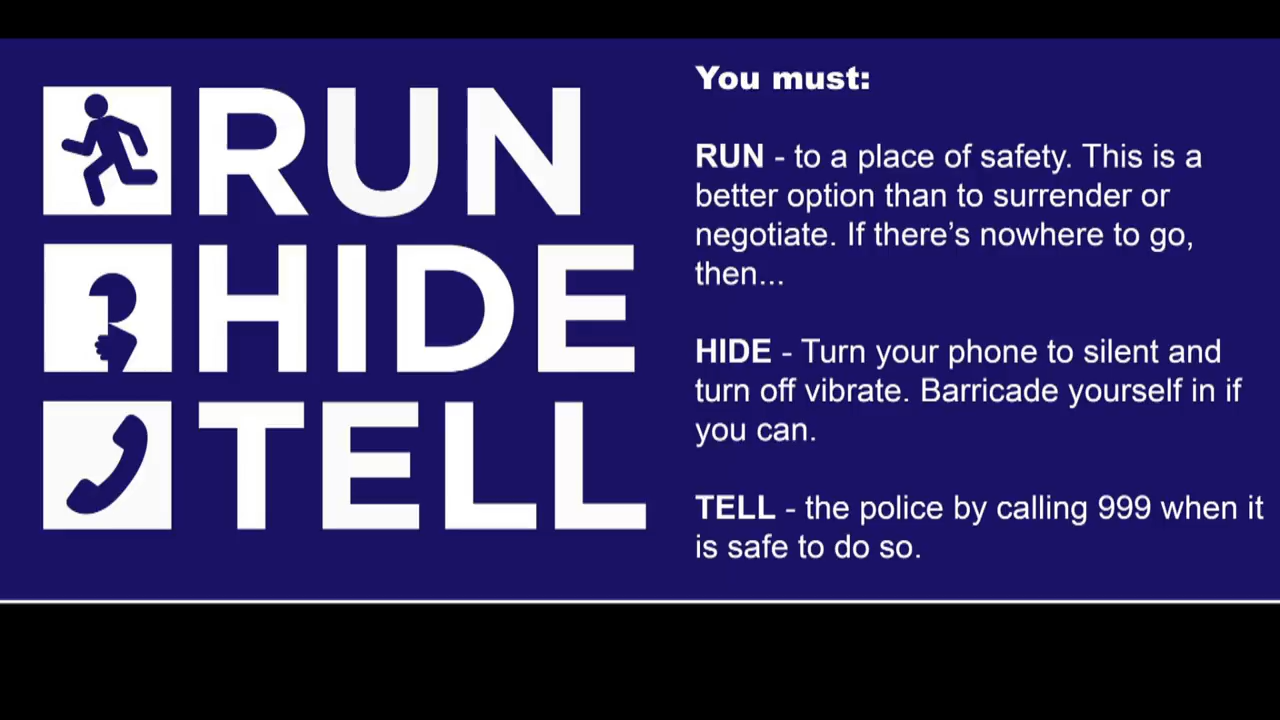 RUN
HIDE
TELL
You must:
RUN - to a place of safety. This is a
better option than to surrender or
negotiate. If there’s nowhere to go,
then...
HIDE - Turn your phone to silent and
turn off vibrate. Barricade yourself in if
you can.
TELL - the police by calling 999 when it
is safe to do so.